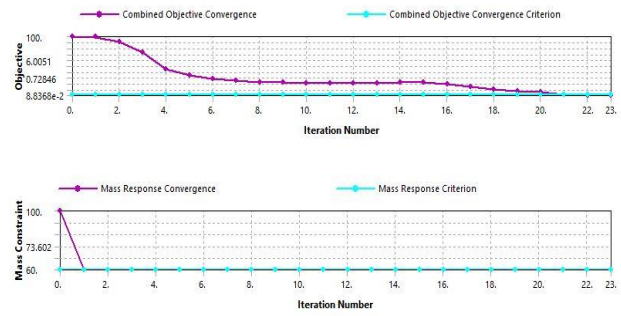 Combined Objective Convergence Combined Objective Convergence Criterion
Objective
100.
6.0051
0.72846
8.8368e-2
0. 2. 4. 6. 8. 10. 12. 14. 16. 18. 20. 22. 23.
Iteration Number
Mass Response Convergence Mass Response Criterion
Mass Constraint
100.
73.602
60.
0. 2. 4. 6. 8. 10. 12. 14. 16. 18. 20. 22. 23.
Iteration Number